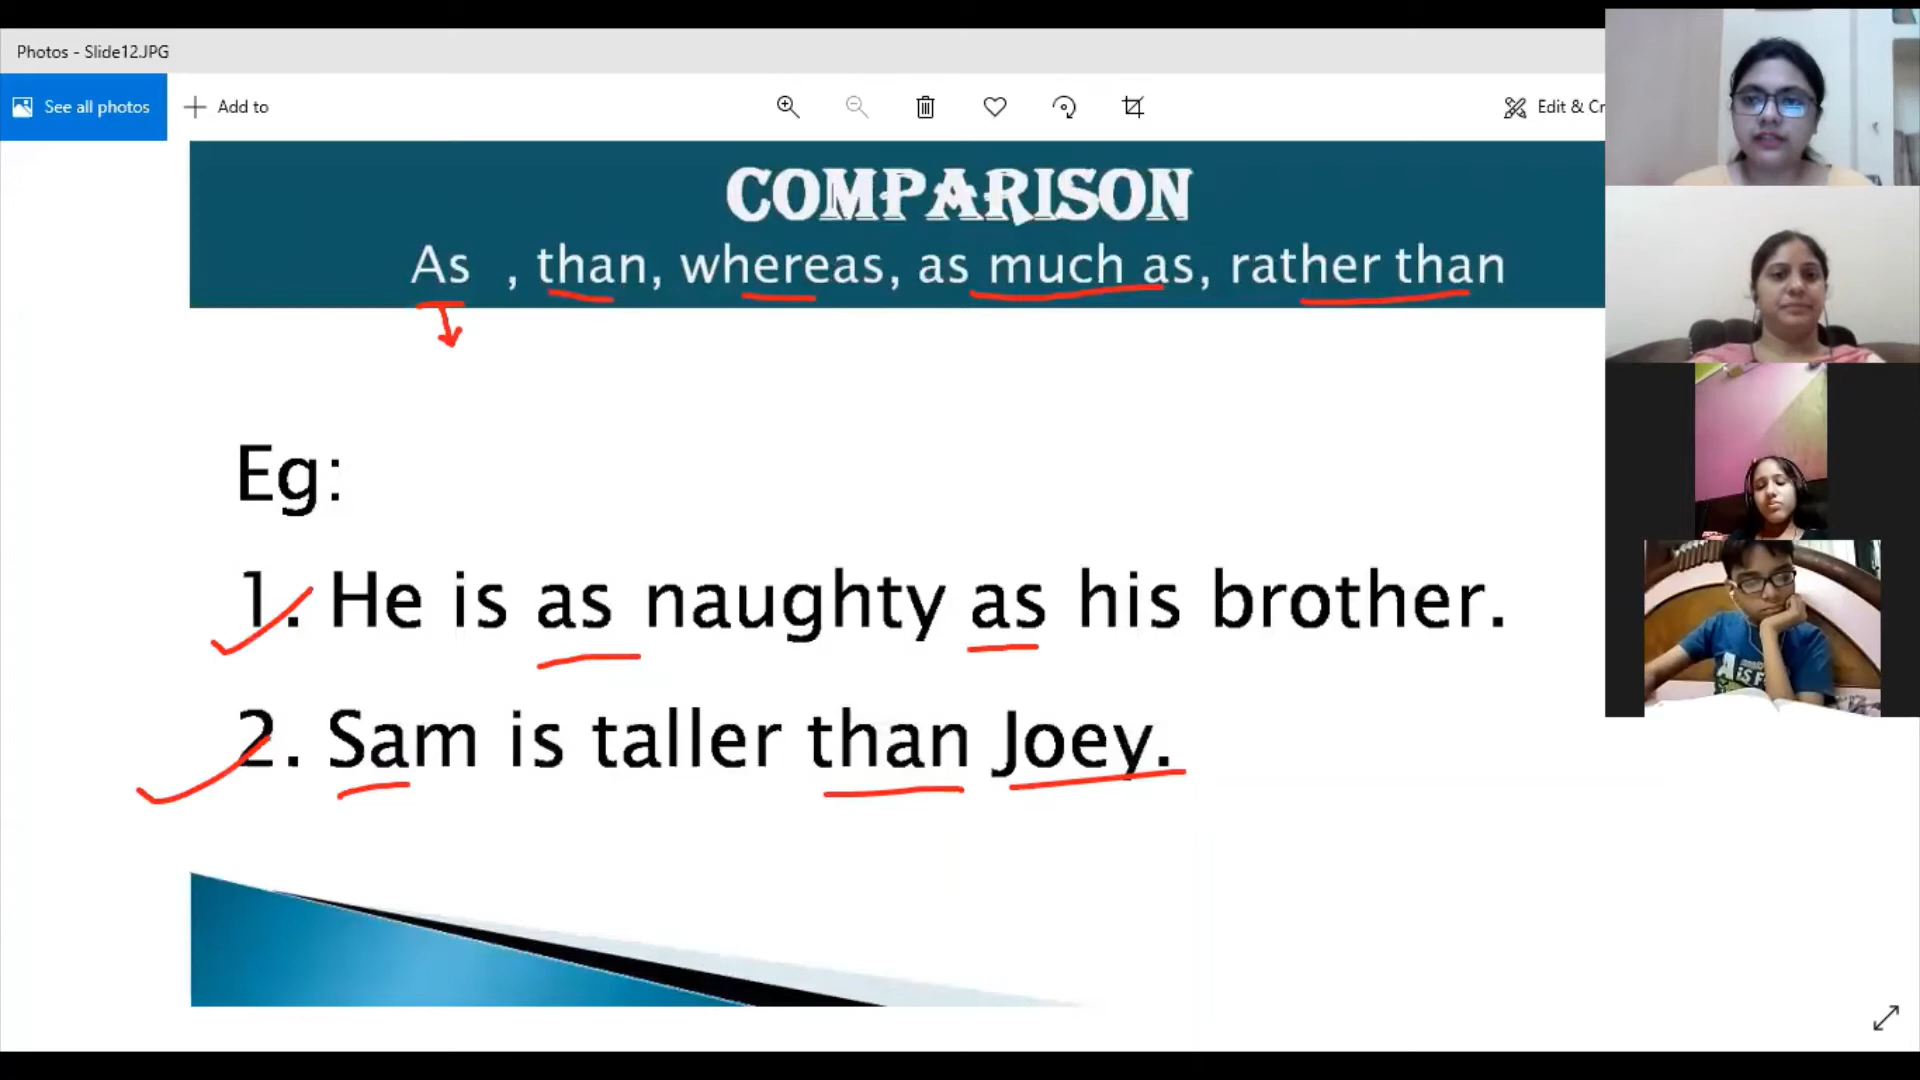 Photos - Slide12.JPG
See all photos
Add to
Edit & Cr
COMPARISON
As , than, whereas, as much as, rather than
Eg:
1. He is as naughty as his brother.
2. Sam is taller than Joey.